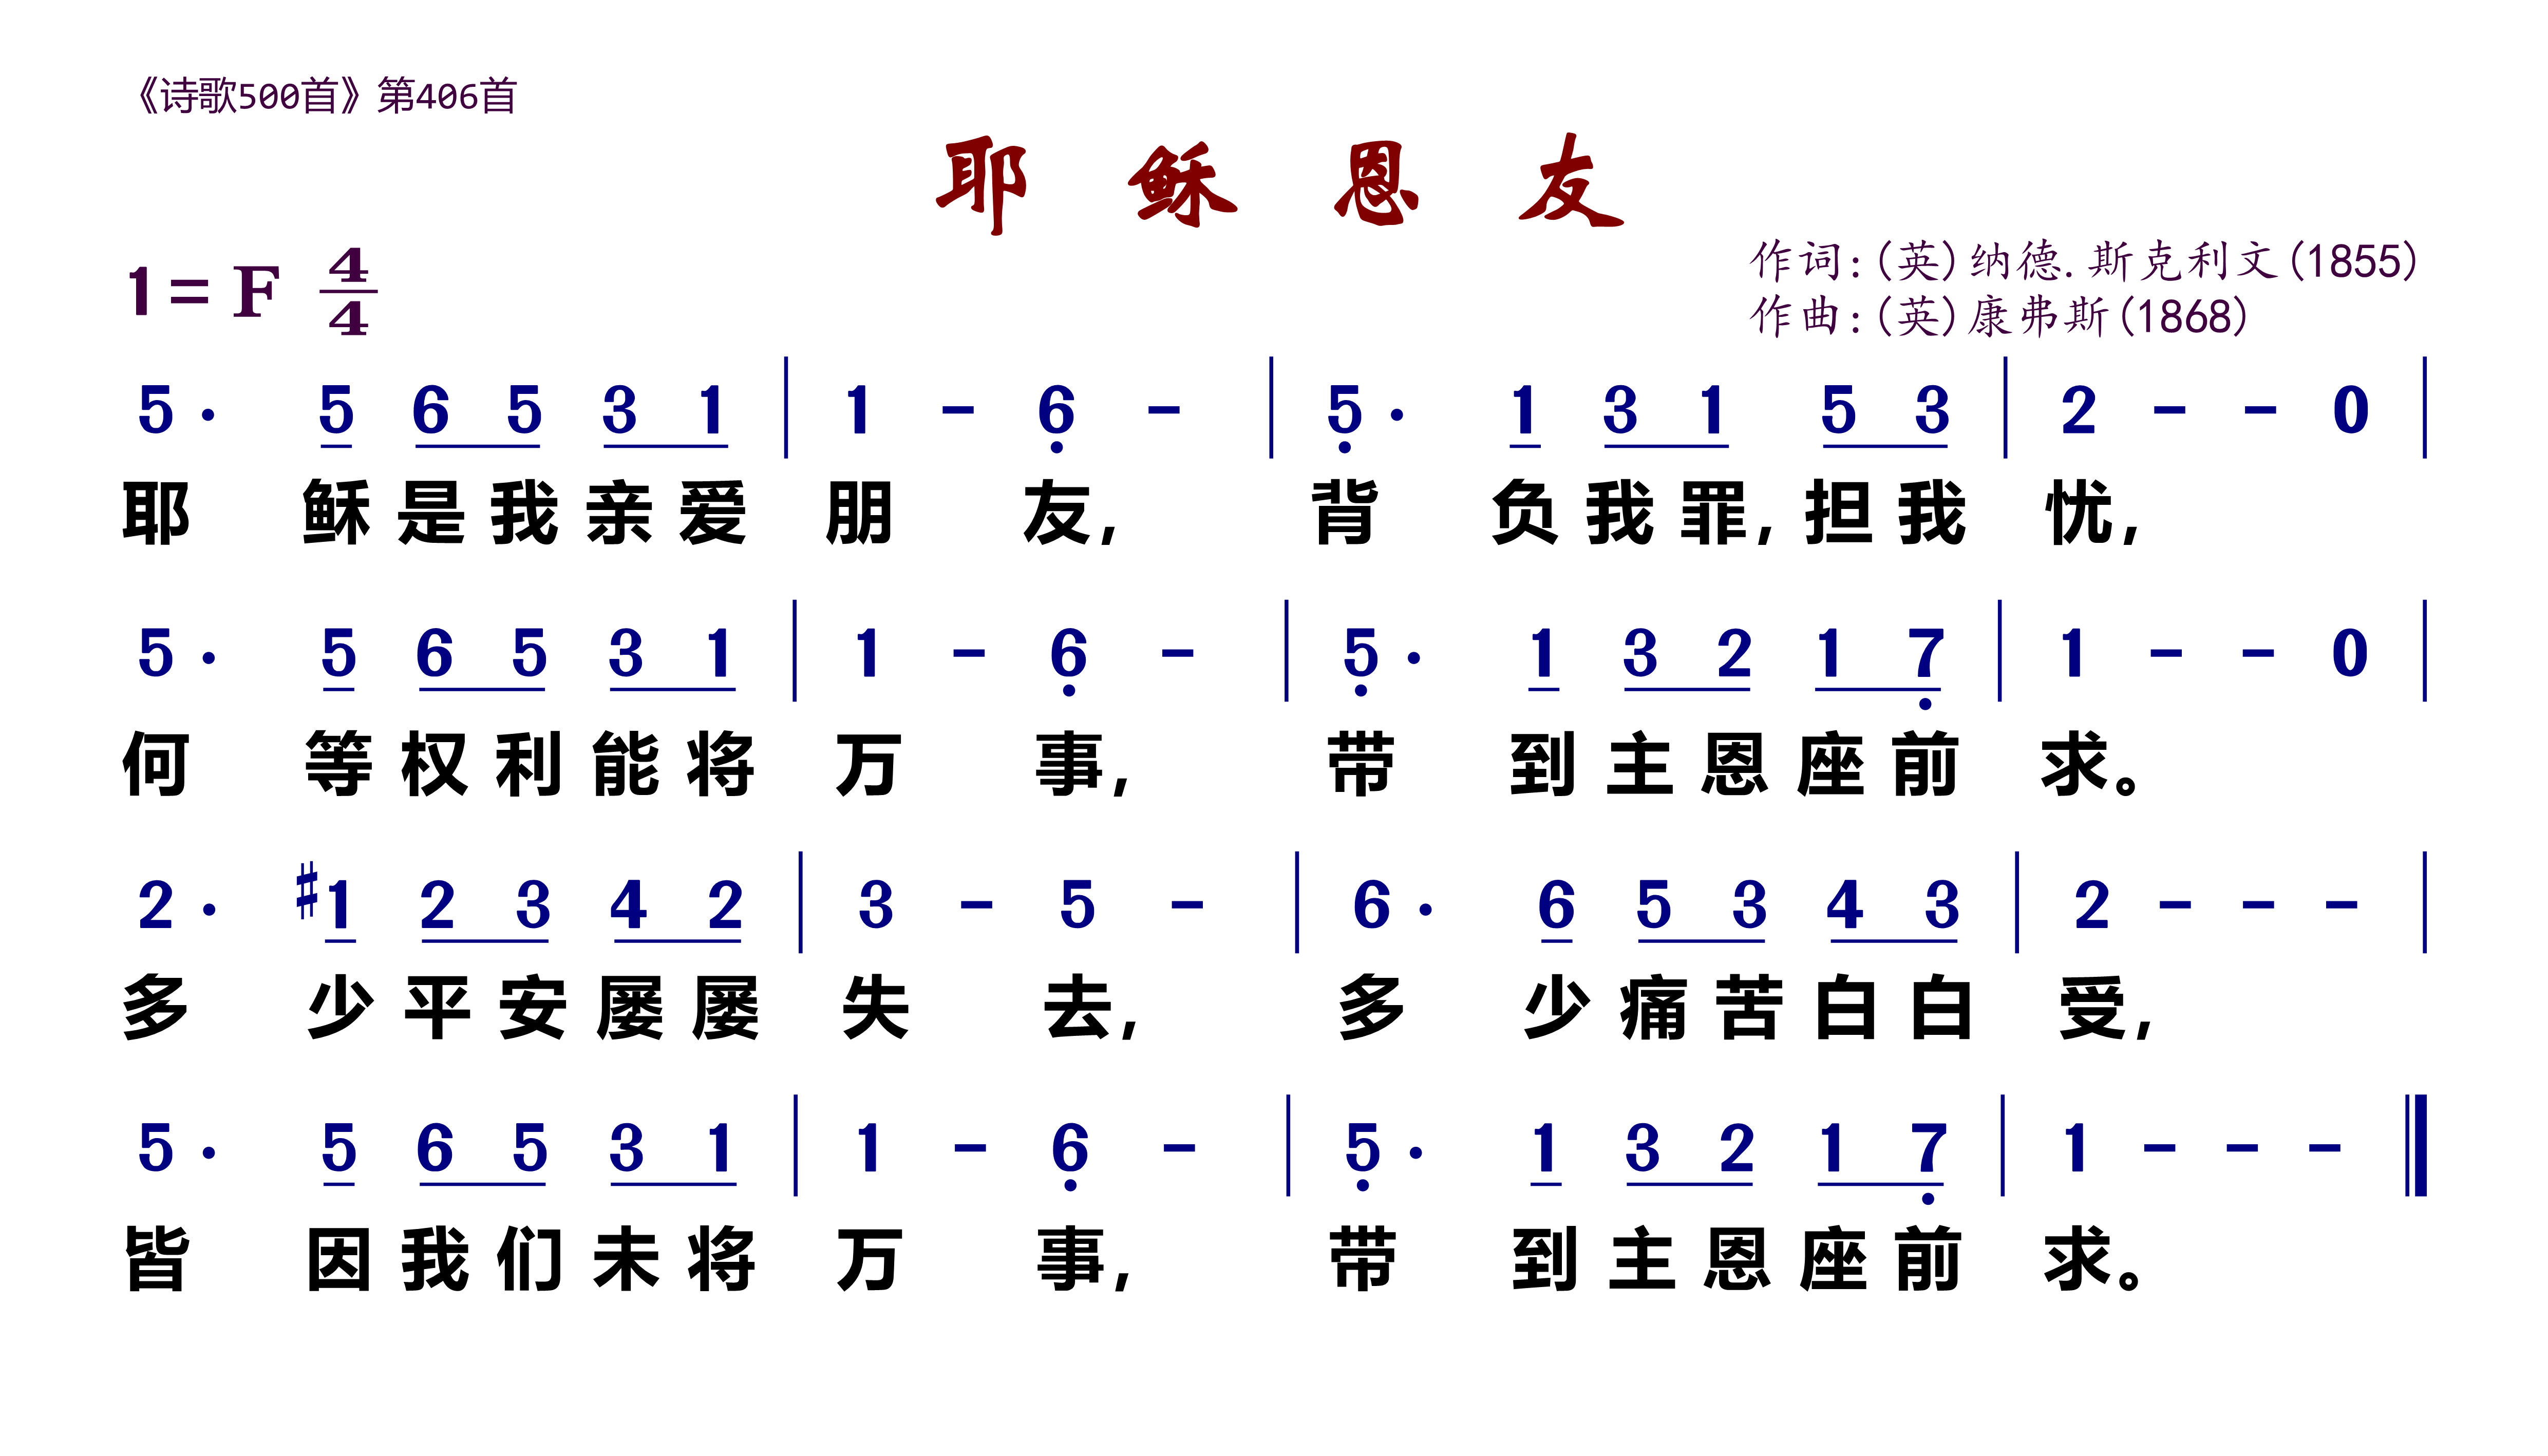 《诗歌500首》第406首
耶稣恩友
1=F 4/4
作词:(英)纳德.斯克利文(1855)
作曲:(英)康弗斯(1868)
5· 5 6 5 3 1 | 1 - 6̣ - | 5̣· 1 3 1 5 3 | 2 - - 0 |
耶稣是我亲爱朋友,背负我罪,担我忧,
5· 5 6 5 3 1 | 1 - 6̣ - | 5̣· 1 3 2 1 7̣ | 1 - - 0 |
何等权利能将万事,带到主恩座前求。
2· #1 2 3 4 2 | 3 - 5 - | 6· 6 5 3 4 3 | 2 - - - |
多少平安屡屡失去,多少痛苦白白受,
5· 5 6 5 3 1 | 1 - 6̣ - | 5̣· 1 3 2 1 7̣ | 1 - - - ‖
皆因我们未将万事,带到主恩座前求。